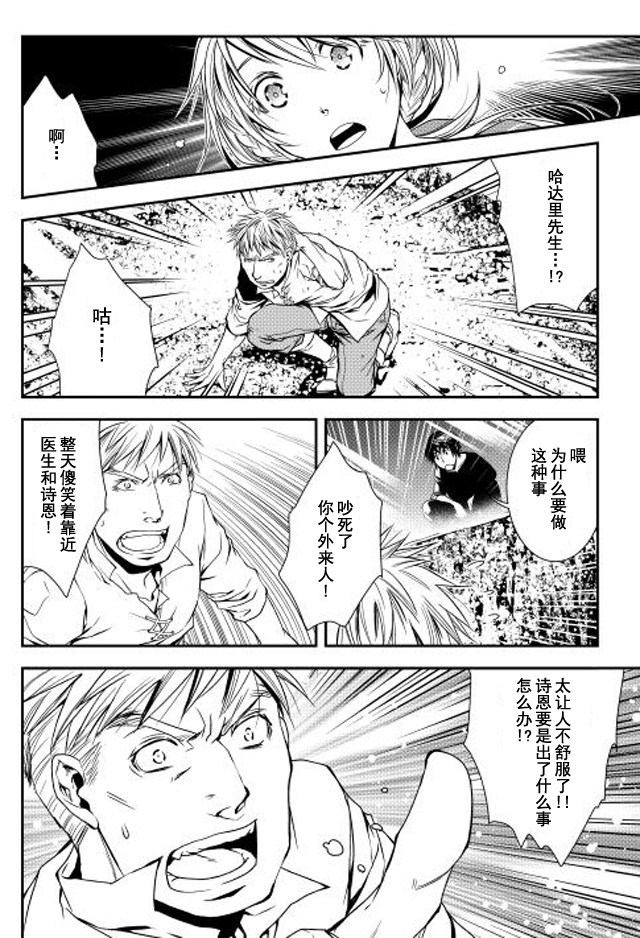 啊…
哈达里先生…!?
咕…!
喂
为什么要做
这种事
吵死了
你个外来人！
整天傻笑着靠近
医生和诗恩！
太让人不舒服了!!
诗恩要是出了什么事
怎么办!?